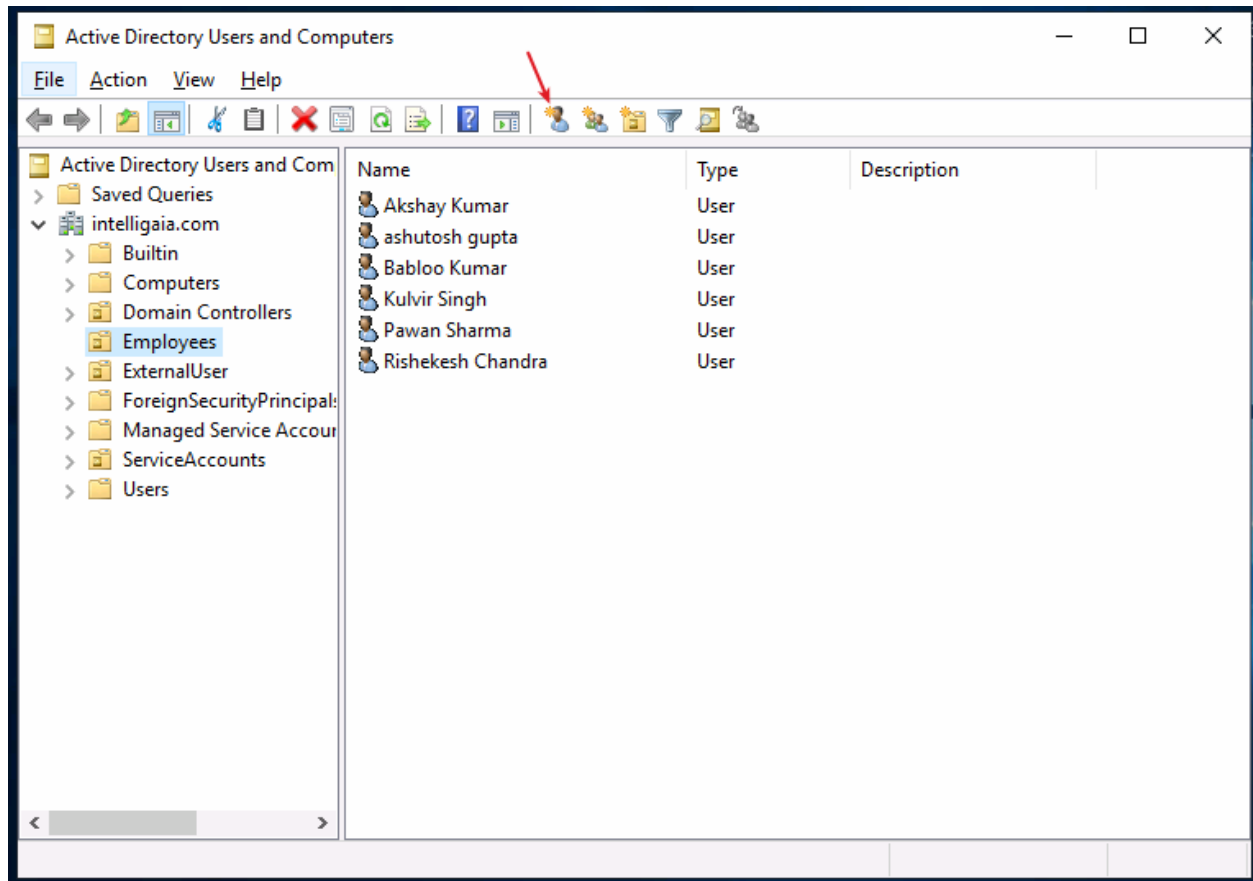 Active Directory Users and Computers
File Action View Help
Active Directory Users and Com
Saved Queries
intelligaia.com
Builtin
Computers
Domain Controllers
Employees
ExternalUser
ForeignSecurityPrincipals
Managed Service Accour
ServiceAccounts
Users
Name Type Description
Akshay Kumar User
ashutosh gupta User
Babloo Kumar User
Kulvir Singh User
Pawan Sharma User
Rishekesh Chandra User